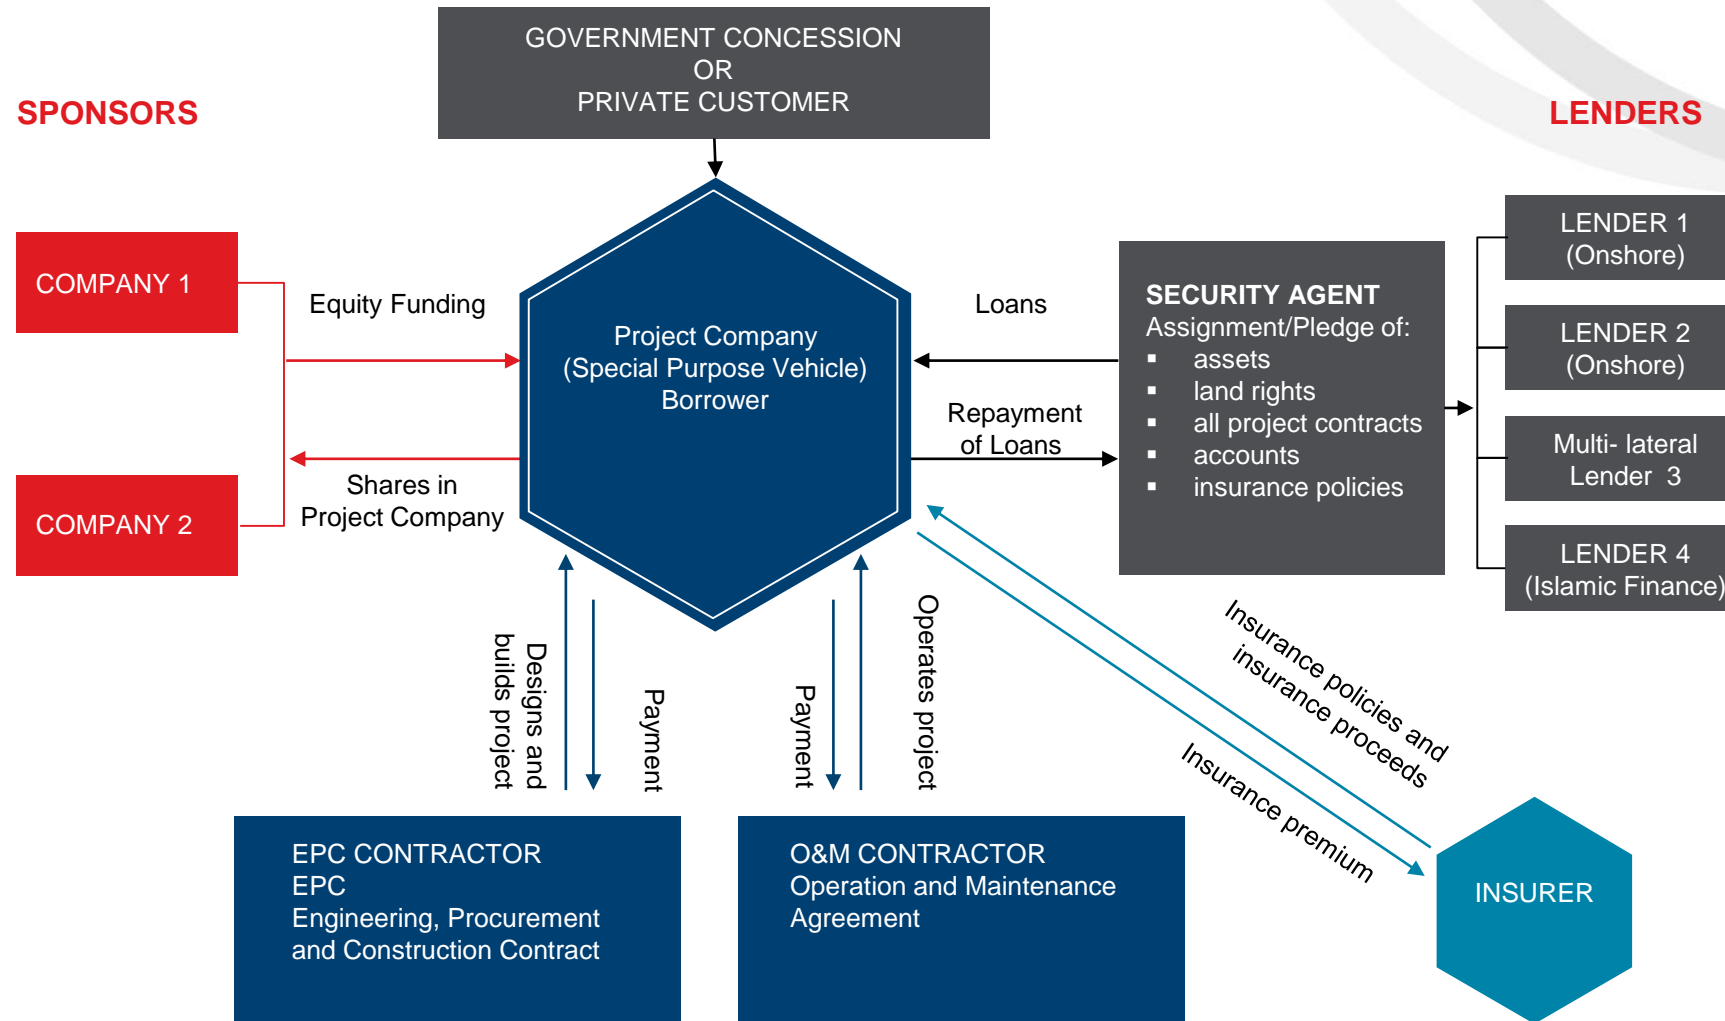 GOVERNMENT CONCESSION
OR
PRIVATE CUSTOMER
SPONSORS
LENDERS
COMPANY 1
COMPANY 2
Equity Funding
Shares in
Project Company
Project Company
(Special Purpose Vehicle)
Borrower
Loans
Repayment
of Loans
SECURITY AGENT
Assignment/Pledge of:
▪ assets
▪ land rights
▪ all project contracts
▪ accounts
▪ insurance policies
LENDER 1
(Onshore)
LENDER 2
(Onshore)
Multi- lateral
Lender 3
LENDER 4
(Islamic Finance)
Designs and
builds project
Payment
Payment
Operates project
Insurance policies and
insurance proceeds
Insurance premium
EPC CONTRACTOR
EPC
Engineering, Procurement
and Construction Contract
O&M CONTRACTOR
Operation and Maintenance
Agreement
INSURER